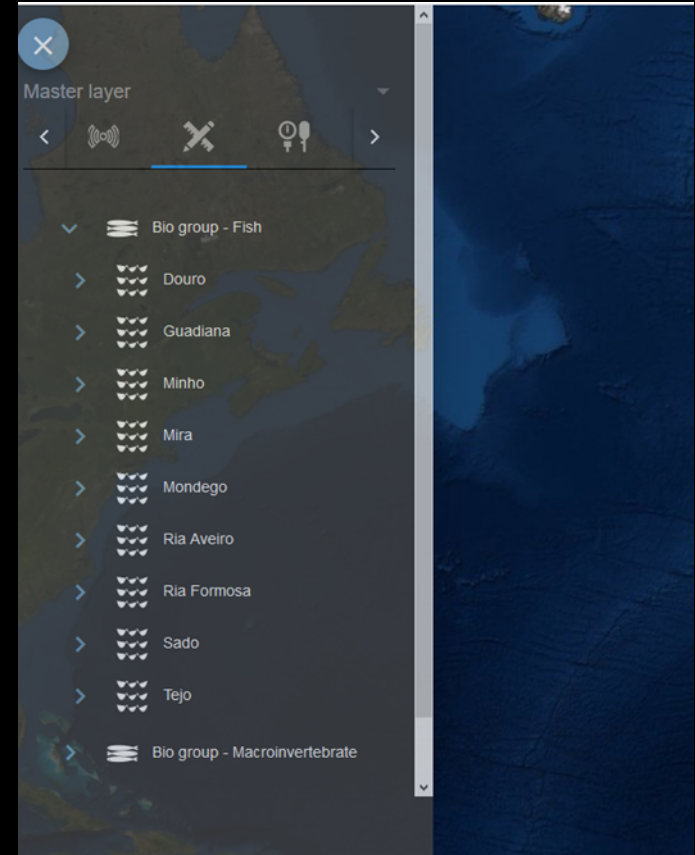 Master layer
Bio group - Fish
Douro
Guadiana
Minho
Mira
Mondego
Ria Aveiro
Ria Formosa
Sado
Tejo
Bio group - Macroinvertebrate